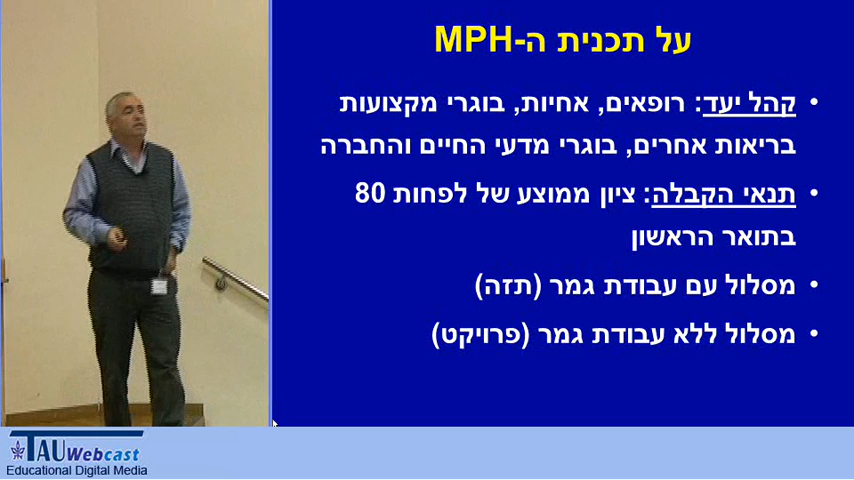 על תכנית ה-MPH
• קהל יעד: רופאים, אחיות, בוגרי מקצועות
בריאות אחרים, בוגרי מדעי החיים והחברה
• תנאי הקבלה: ציון ממוצע של לפחות 80
בתואר הראשון
• מסלול עם עבודת גמר (תזה)
• מסלול ללא עבודת גמר (פרויקט)
TAU Webcast
Educational Digital Media